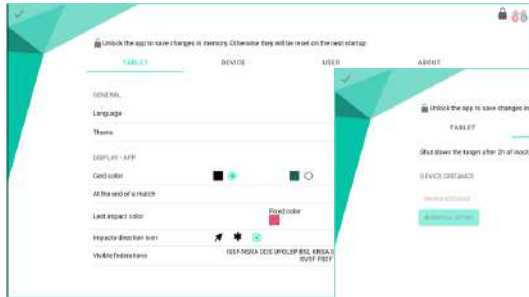 Unlock the app to save changes in memory. Otherwise they will be reset on the next startup
TABLET DEVICE USER ABOUT
GENERAL
Language
Theme
DISPLAY - APP
Card color
At the end of a match
Last impact color
Fixed color
Impacts direction icon
Visible federations
Unlock the app to save changes in
TABLET
Shut down the target after 2h of
DEVICE DISTANCE